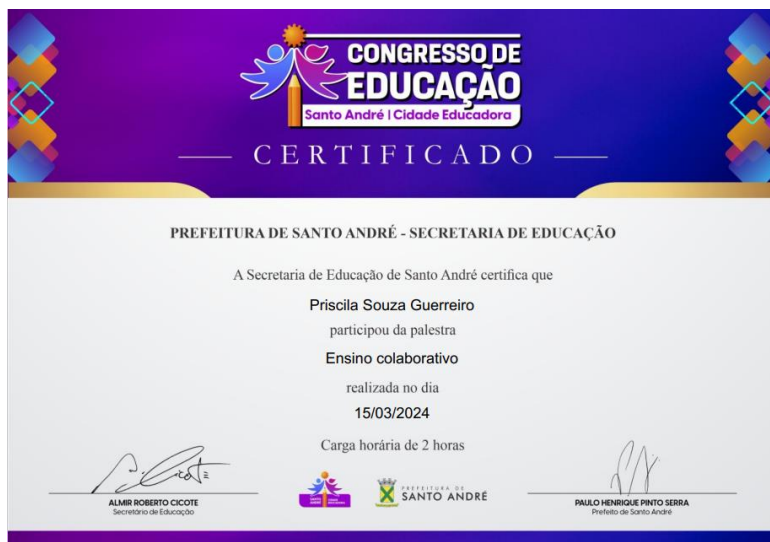 CONGRESSO DE
EDUCAÇÃO
Santo André | Cidade Educadora
CERTIFICADO
PREFEITURA DE SANTO ANDRÉ - SECRETARIA DE EDUCAÇÃO
A Secretaria de Educação de Santo André certifica que
Priscila Souza Guerreiro
participou da palestra
Ensino colaborativo
realizada no dia
15/03/2024
Carga horária de 2 horas
ALMIR ROBERTO CICOTE
Secretário de Educação
PREFEITURA DE
SANTO ANDRÉ
PAULO HENRIQUE PINTO SERRA
Prefeito de Santo André